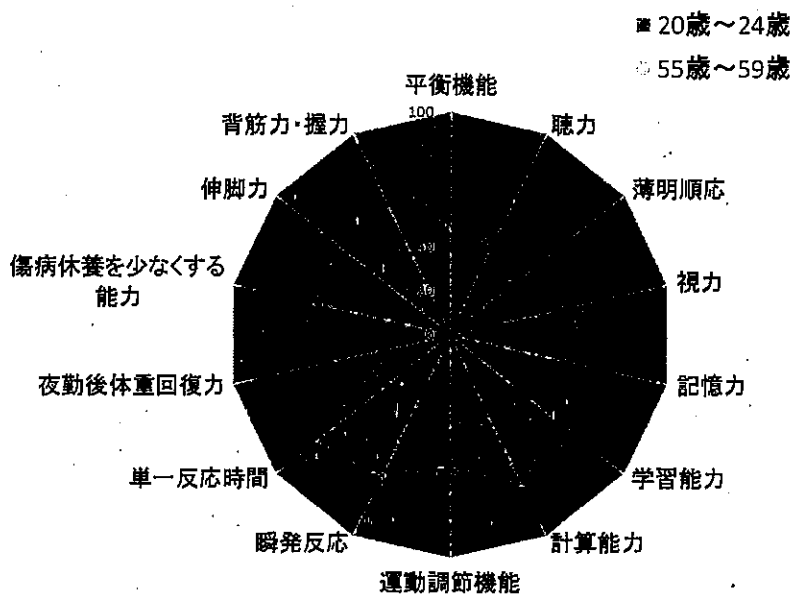 20歳～24歳
55歳～59歳
平衡機能
100
聴力
薄明順応
視力
記憶力
学習能力
計算能力
運動調節機能
瞬発反応
単一反応時間
夜勤後体重回復力
傷病休養を少なくする
能力
伸脚力
背筋力・握力